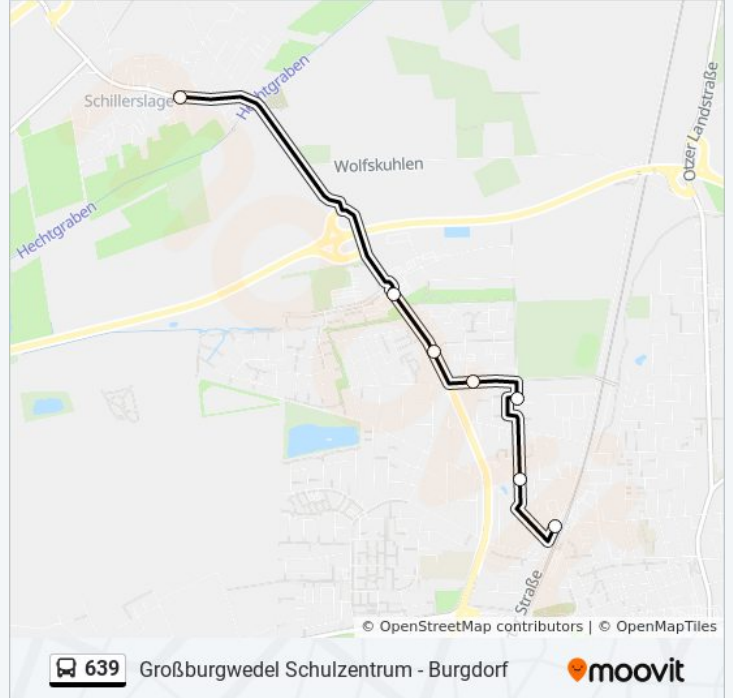 Hechtgraben
Schillerslage
Otzer Landstraße
Wolfskuhlen
Hechtgraben
Straße
© OpenStreetMap contributors | © OpenMapTiles
639 Großburgwedel Schulzentrum - Burgdorf
moovit